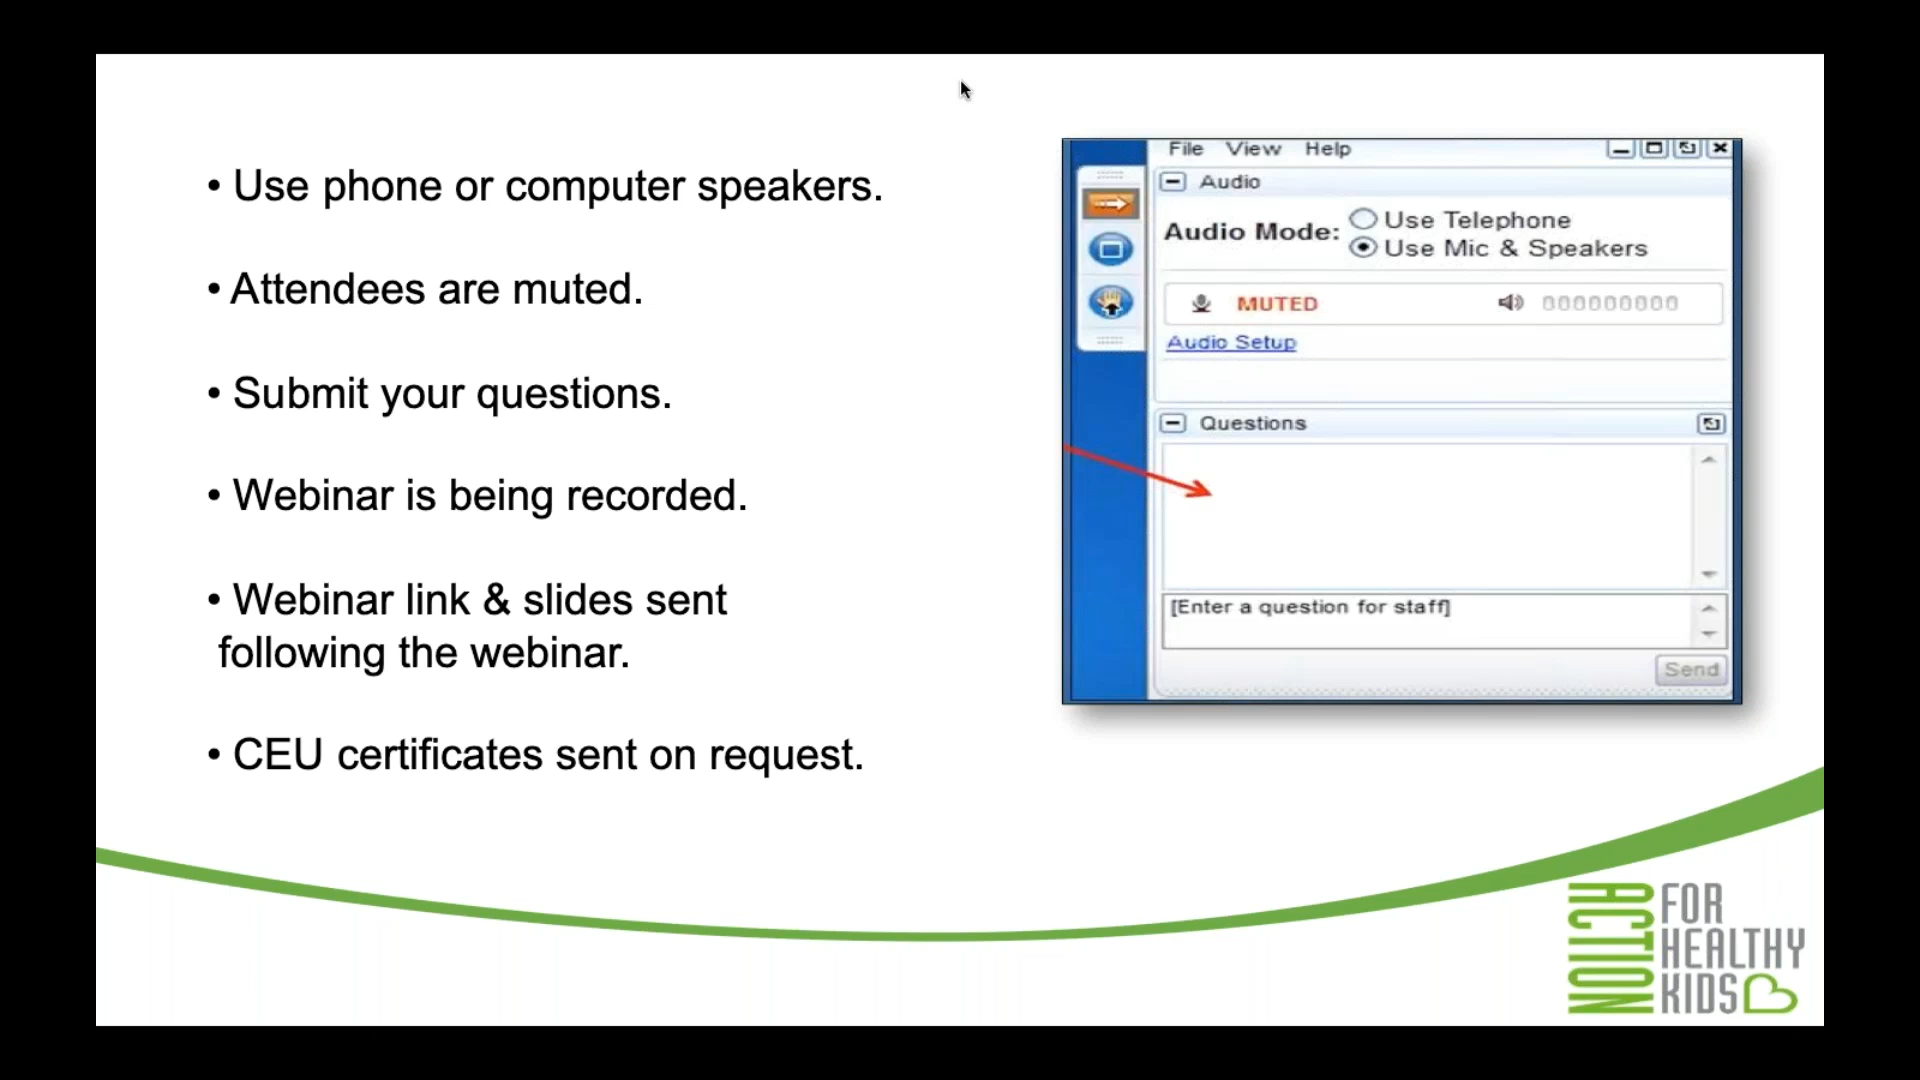 • Use phone or computer speakers.
• Attendees are muted.
• Submit your questions.
• Webinar is being recorded.
• Webinar link & slides sent
following the webinar.
• CEU certificates sent on request.
File View Help
Audio
Audio Mode:
Use Telephone
Use Mic & Speakers
MUTED
000000000
Audio Setup
Questions
[Enter a question for staff]
Send
ACTION
FOR
HEALTHY
KIDS